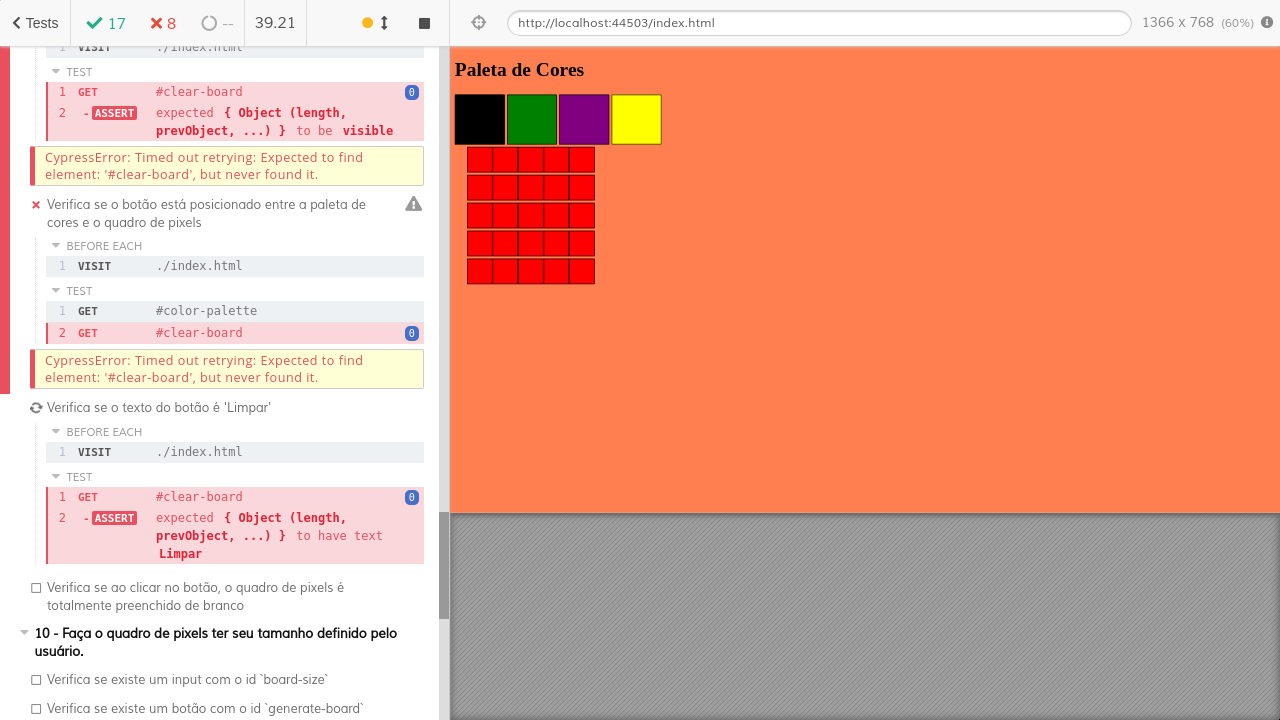 Tests
17
8
--
39.21
http://localhost:44503/index.html
1366 x 768 (60%)
1 VISIT ./index.html
TEST
1 GET #clear-board 0
2 -ASSERT expected { Object (length,
prevObject, ...) } to be visible
CypressError: Timed out retrying: Expected to find
element: '#clear-board', but never found it.
Verifica se o botão está posicionado entre a paleta de
cores e o quadro de pixels
BEFORE EACH
1 VISIT ./index.html
TEST
1 GET #color-palette
2 GET #clear-board 0
CypressError: Timed out retrying: Expected to find
element: '#clear-board', but never found it.
Verifica se o texto do botão é 'Limpar'
BEFORE EACH
1 VISIT ./index.html
TEST
1 GET #clear-board 0
2 -ASSERT expected { Object (length,
prevObject, ...) } to have text
Limpar
Verifica se ao clicar no botão, o quadro de pixels é
totalmente preenchido de branco
10 - Faça o quadro de pixels ter seu tamanho definido pelo
usuário.
Verifica se existe um input com o id `board-size`
Verifica se existe um botão com o id `generate-board`
Paleta de Cores